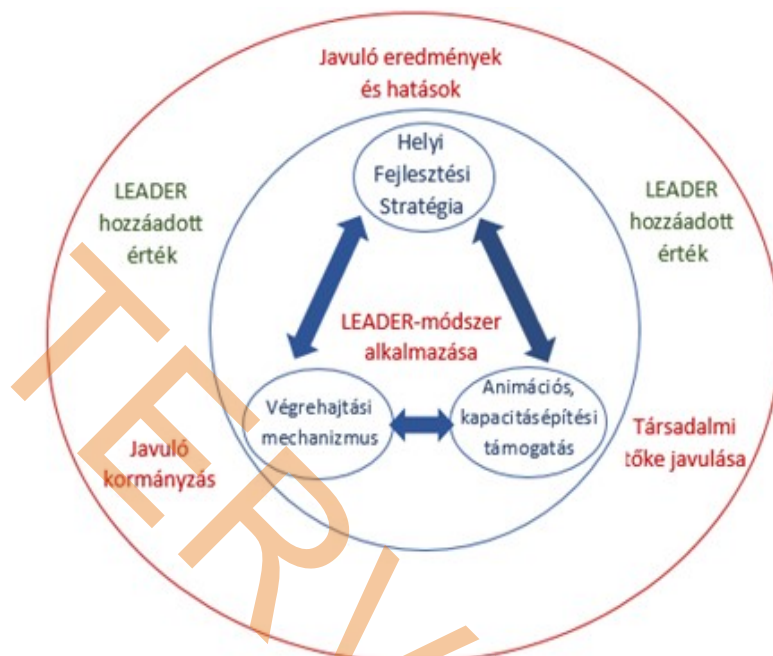 Javuló eredmények
és hatások
Helyi
Fejlesztési
Stratégia
LEADER
hozzáadott
érték
LEADER
hozzáadott
érték
LEADER-módszer
alkalmazása
Végrehajtási
mechanizmus
Animációs,
kapacitásépítési
támogatás
Javuló
kormányzás
Társadalmi
tőke javulása
TERV